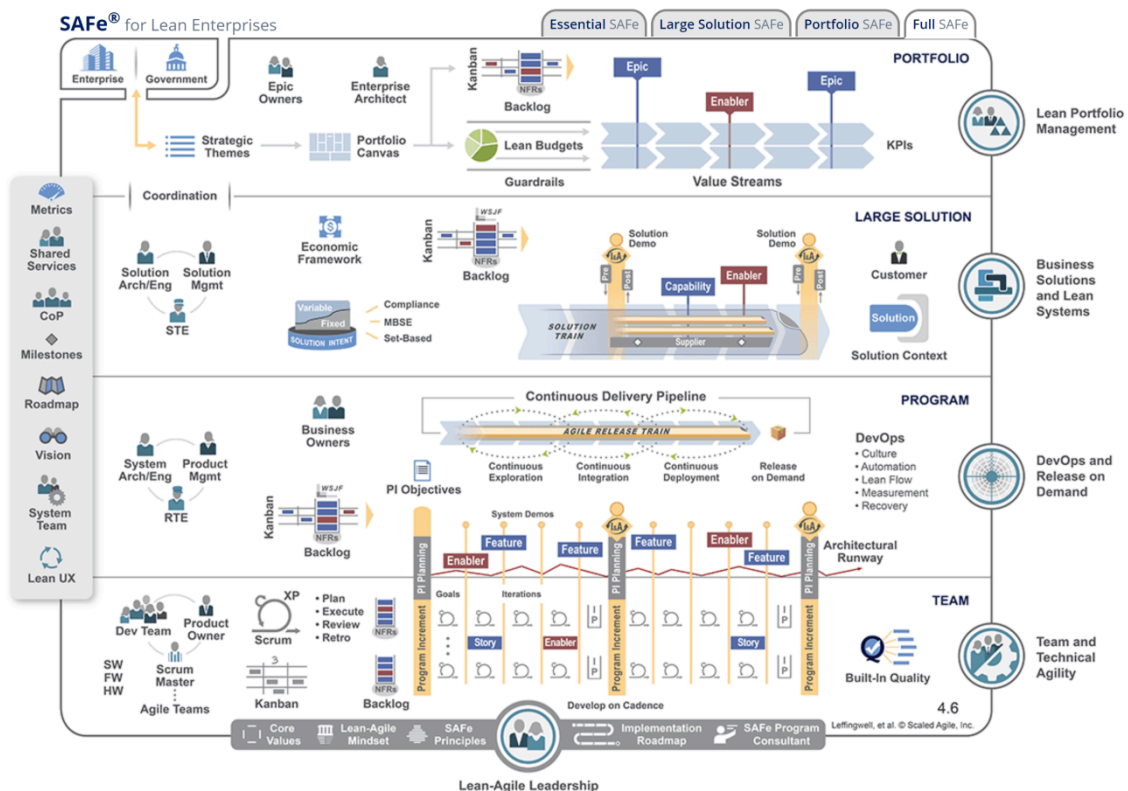 SAFe® for Lean Enterprises
Essential SAFe
Large Solution SAFe
Portfolio SAFe
Full SAFe
Enterprise
Government
Epic
Owners
Enterprise
Architect
Kanban
NFRs
Backlog
Epic
Enabler
Epic
PORTFOLIO
Lean Portfolio
Management
Strategic
Themes
Portfolio
Canvas
Lean Budgets
Guardrails
Value Streams
KPIs
Coordination
Metrics
Shared
Services
CoP
Milestones
Roadmap
Vision
System
Team
Lean UX
LARGE SOLUTION
Solution
Arch/Eng
Solution
Mgmt
STE
Economic
Framework
Variable
Fixed
SOLUTION INTENT
Compliance
MBSE
Set-Based
Kanban
WSJF
NFRs
Backlog
Solution
Demo
I&A
Pre
Post
Capability
Enabler
Solution
Demo
I&A
Pre
Post
SOLUTION
TRAIN
Supplier
Customer
Solution
Solution Context
Business
Solutions
and Lean
Systems
PROGRAM
System
Arch/Eng
Product
Mgmt
RTE
Business
Owners
Kanban
WSJF
NFRs
Backlog
Continuous Delivery Pipeline
AGILE RELEASE TRAIN
Continuous
Exploration
Continuous
Integration
Continuous
Deployment
Release
on Demand
DevOps
• Culture
• Automation
• Lean Flow
• Measurement
• Recovery
DevOps and
Release on
Demand
PI Objectives
System Demos
I&A
I&A
PI Planning
Enabler
Feature
Feature
PI Planning
Feature
Enabler
Feature
PI Planning
Architectural
Runway
TEAM
Dev Team
Product
Owner
Scrum
Master
Agile Teams
SW
FW
HW
XP
Scrum
• Plan
• Execute
• Review
• Retro
Kanban
NFRs
NFRs
Backlog
Program Increment
Goals
Iterations
Story
Enabler
I P
I P
Program Increment
Story
I P
I P
Program Increment
Develop on Cadence
Built-In Quality
Team and
Technical
Agility
4.6
Leffingwell, et al. © Scaled Agile, Inc.
Core
Values
Lean-Agile
Mindset
SAFe
Principles
Implementation
Roadmap
SAFe Program
Consultant
Lean-Agile Leadership